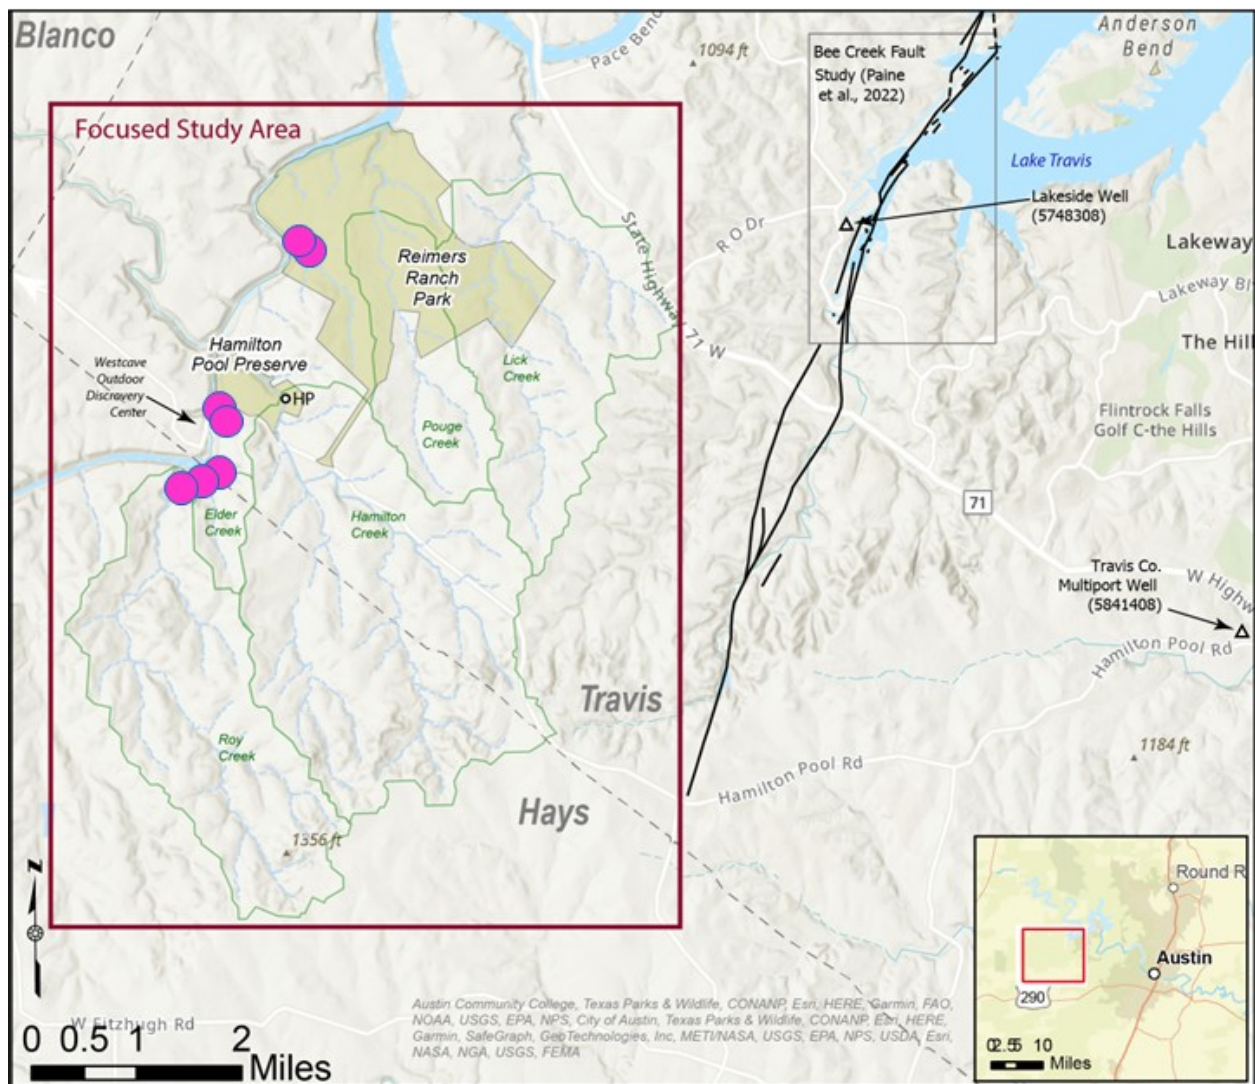 Blanco
Pace Bend
1094 ft
Anderson
Bend
Bee Creek Fault
Study (Paine
et al., 2022)
Focused Study Area
Lake Travis
Lakeside Well
(5748308)
State Highway 71 W
R O Dr
Lakeway
Reimers
Ranch
Park
Lakeway Bl
Hamilton
Pool Preserve
The Hill
Westcave
Outdoor
Discravery
Center
HP
Lick
Creek
Pouge
Creek
Flintrock Falls
Golf C-the Hills
71
Elder
Creek
Hamilton
Creek
Travis Co.
Multiport Well
(5841408)
W Highw
Hamilton Pool Rd
Travis
Roy
Creek
1184 ft
Hamilton Pool Rd
Hays
1356 ft
N
Round R
Austin
290
Austin Community College, Texas Parks & Wildlife, CONANP, Esri, HERE, Garmin, FAO,
NOAA, USGS, EPA, NPS, City of Austin, Texas Parks & Wildlife, CONANP, Esri, HERE,
Garmin, SafeGraph, GeoTechnologies, Inc, METI/NASA, USGS, EPA, NPS, USDA, Esri,
NASA, NGA, USGS, FEMA
W Fitzhugh Rd
0 0.5 1 2
Miles
0 2.5 5 10
Miles